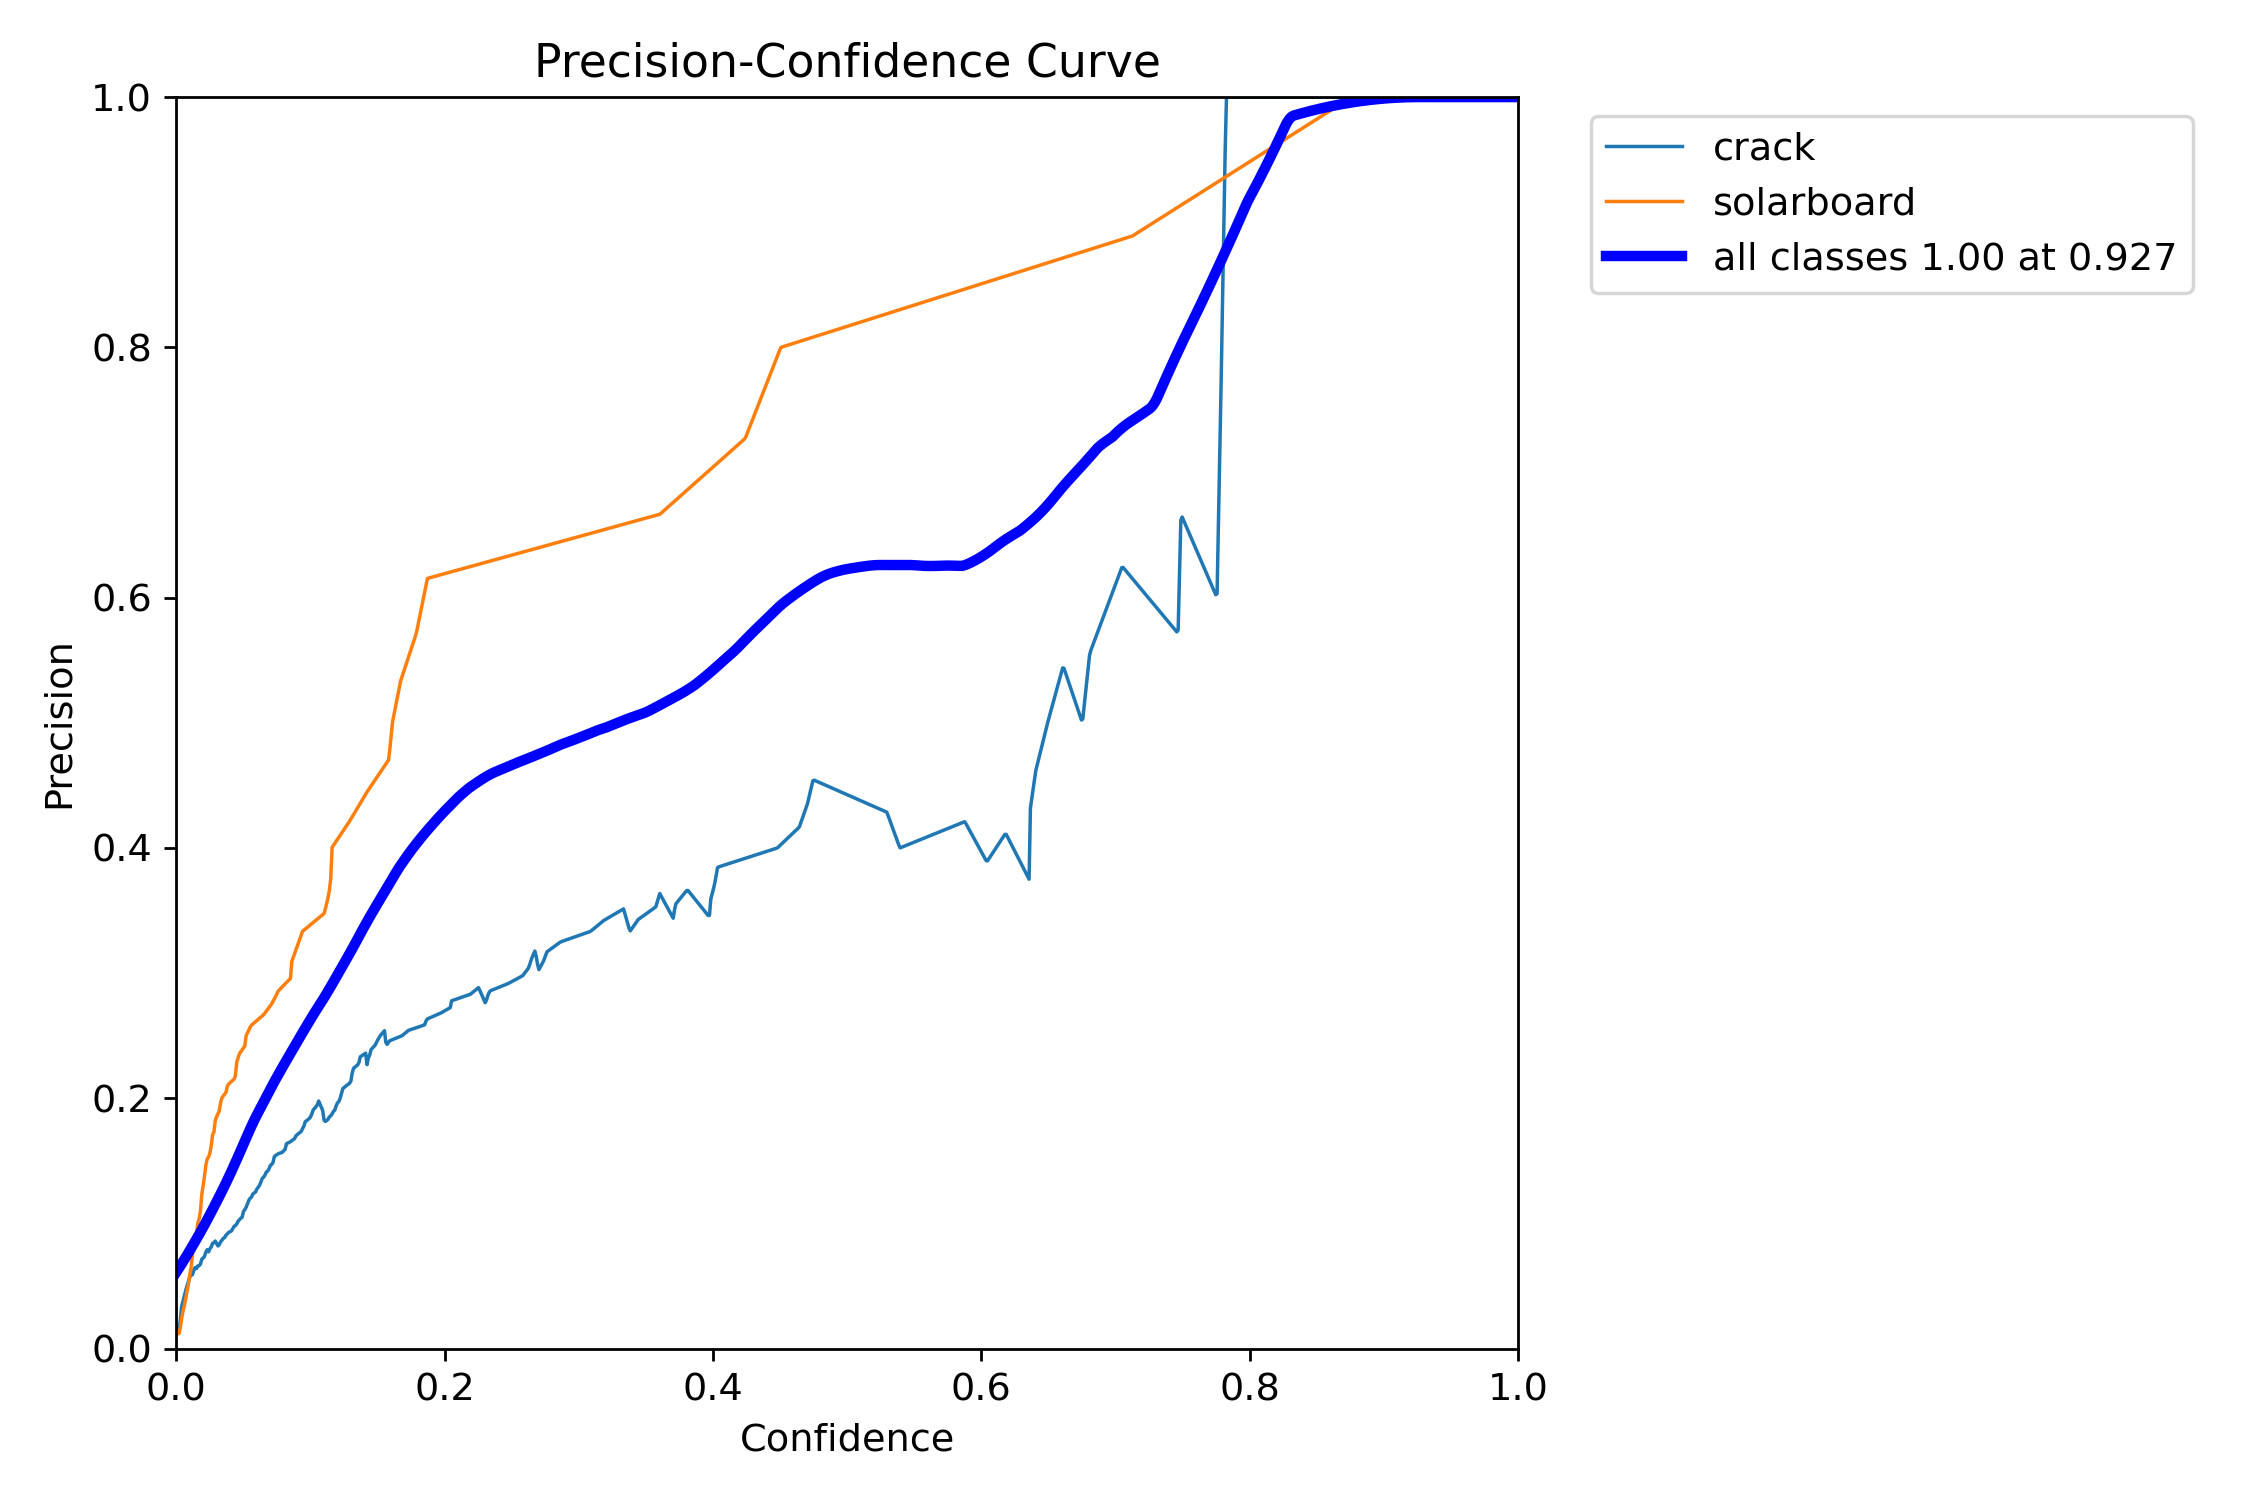 Precision-Confidence Curve
1.0
0.8
0.6
0.4
0.2
0.0
Precision
0.0 0.2 0.4 0.6 0.8 1.0
Confidence
crack
solarboard
all classes 1.00 at 0.927